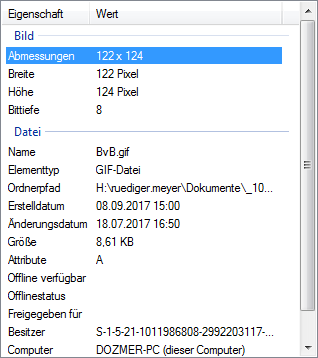 Eigenschaft Wert
Bild
Abmessungen 122 x 124
Breite 122 Pixel
Höhe 124 Pixel
Bittiefe 8
Datei
Name BvB.gif
Elementtyp GIF-Datei
Ordnerpfad H:\ruediger.meyer\Dokumente\_10...
Erstelldatum 08.09.2017 15:00
Änderungsdatum 18.07.2017 16:50
Größe 8,61 KB
Attribute A
Offline verfügbar
Offlinestatus
Freigegeben für
Besitzer S-1-5-21-1011986808-2992203117-...
Computer DOZMER-PC (dieser Computer)